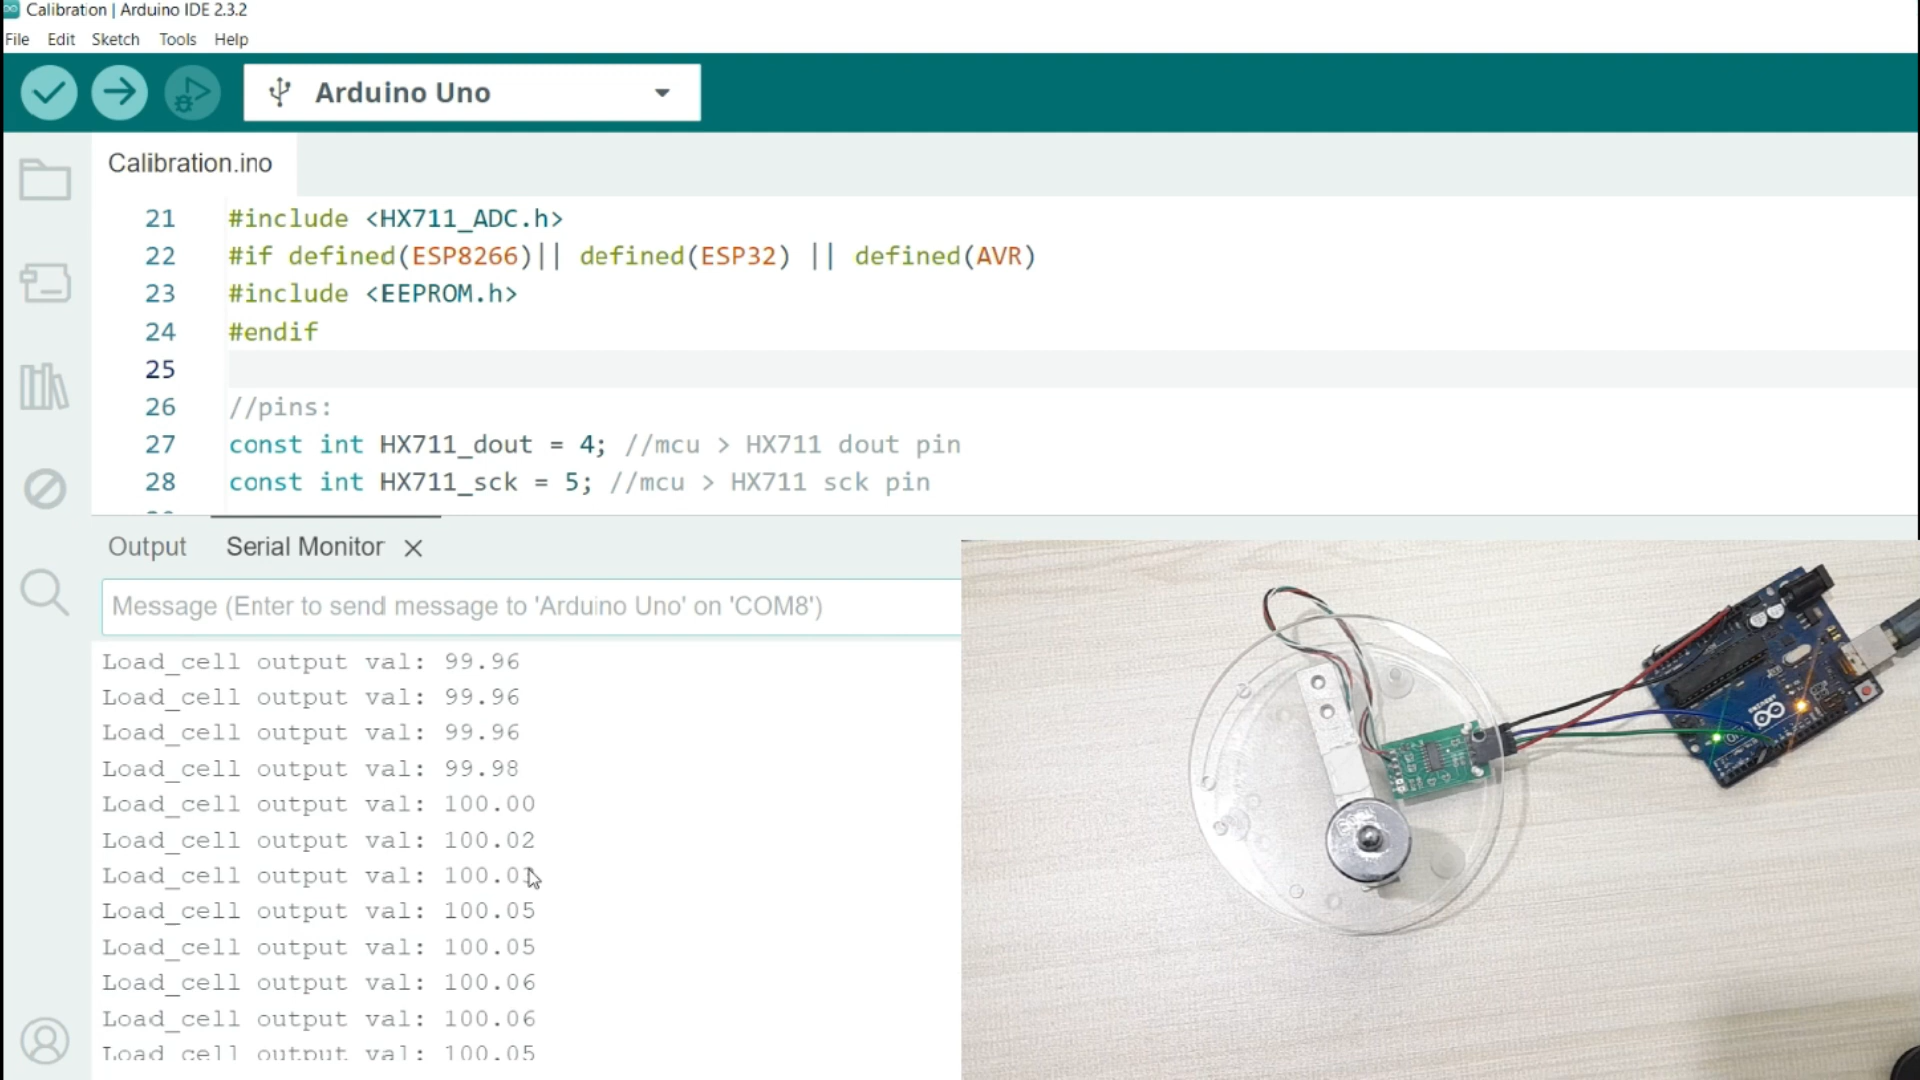 Calibration | Arduino IDE 2.3.2
File Edit Sketch Tools Help
Arduino Uno
Calibration.ino
21 #include <HX711_ADC.h>
22 #if defined(ESP8266)|| defined(ESP32) || defined(AVR)
23 #include <EEPROM.h>
24 #endif
25
26 //pins:
27 const int HX711_dout = 4; //mcu > HX711 dout pin
28 const int HX711_sck = 5; //mcu > HX711 sck pin
Output Serial Monitor
Message (Enter to send message to 'Arduino Uno' on 'COM8')
Load_cell output val: 99.96
Load_cell output val: 99.96
Load_cell output val: 99.96
Load_cell output val: 99.98
Load_cell output val: 100.00
Load_cell output val: 100.02
Load_cell output val:
Load_cell output val: 100.05
Load_cell output val: 100.05
Load_cell output val: 100.06
Load_cell output val: 100.06
Load_cell output val: 100.05